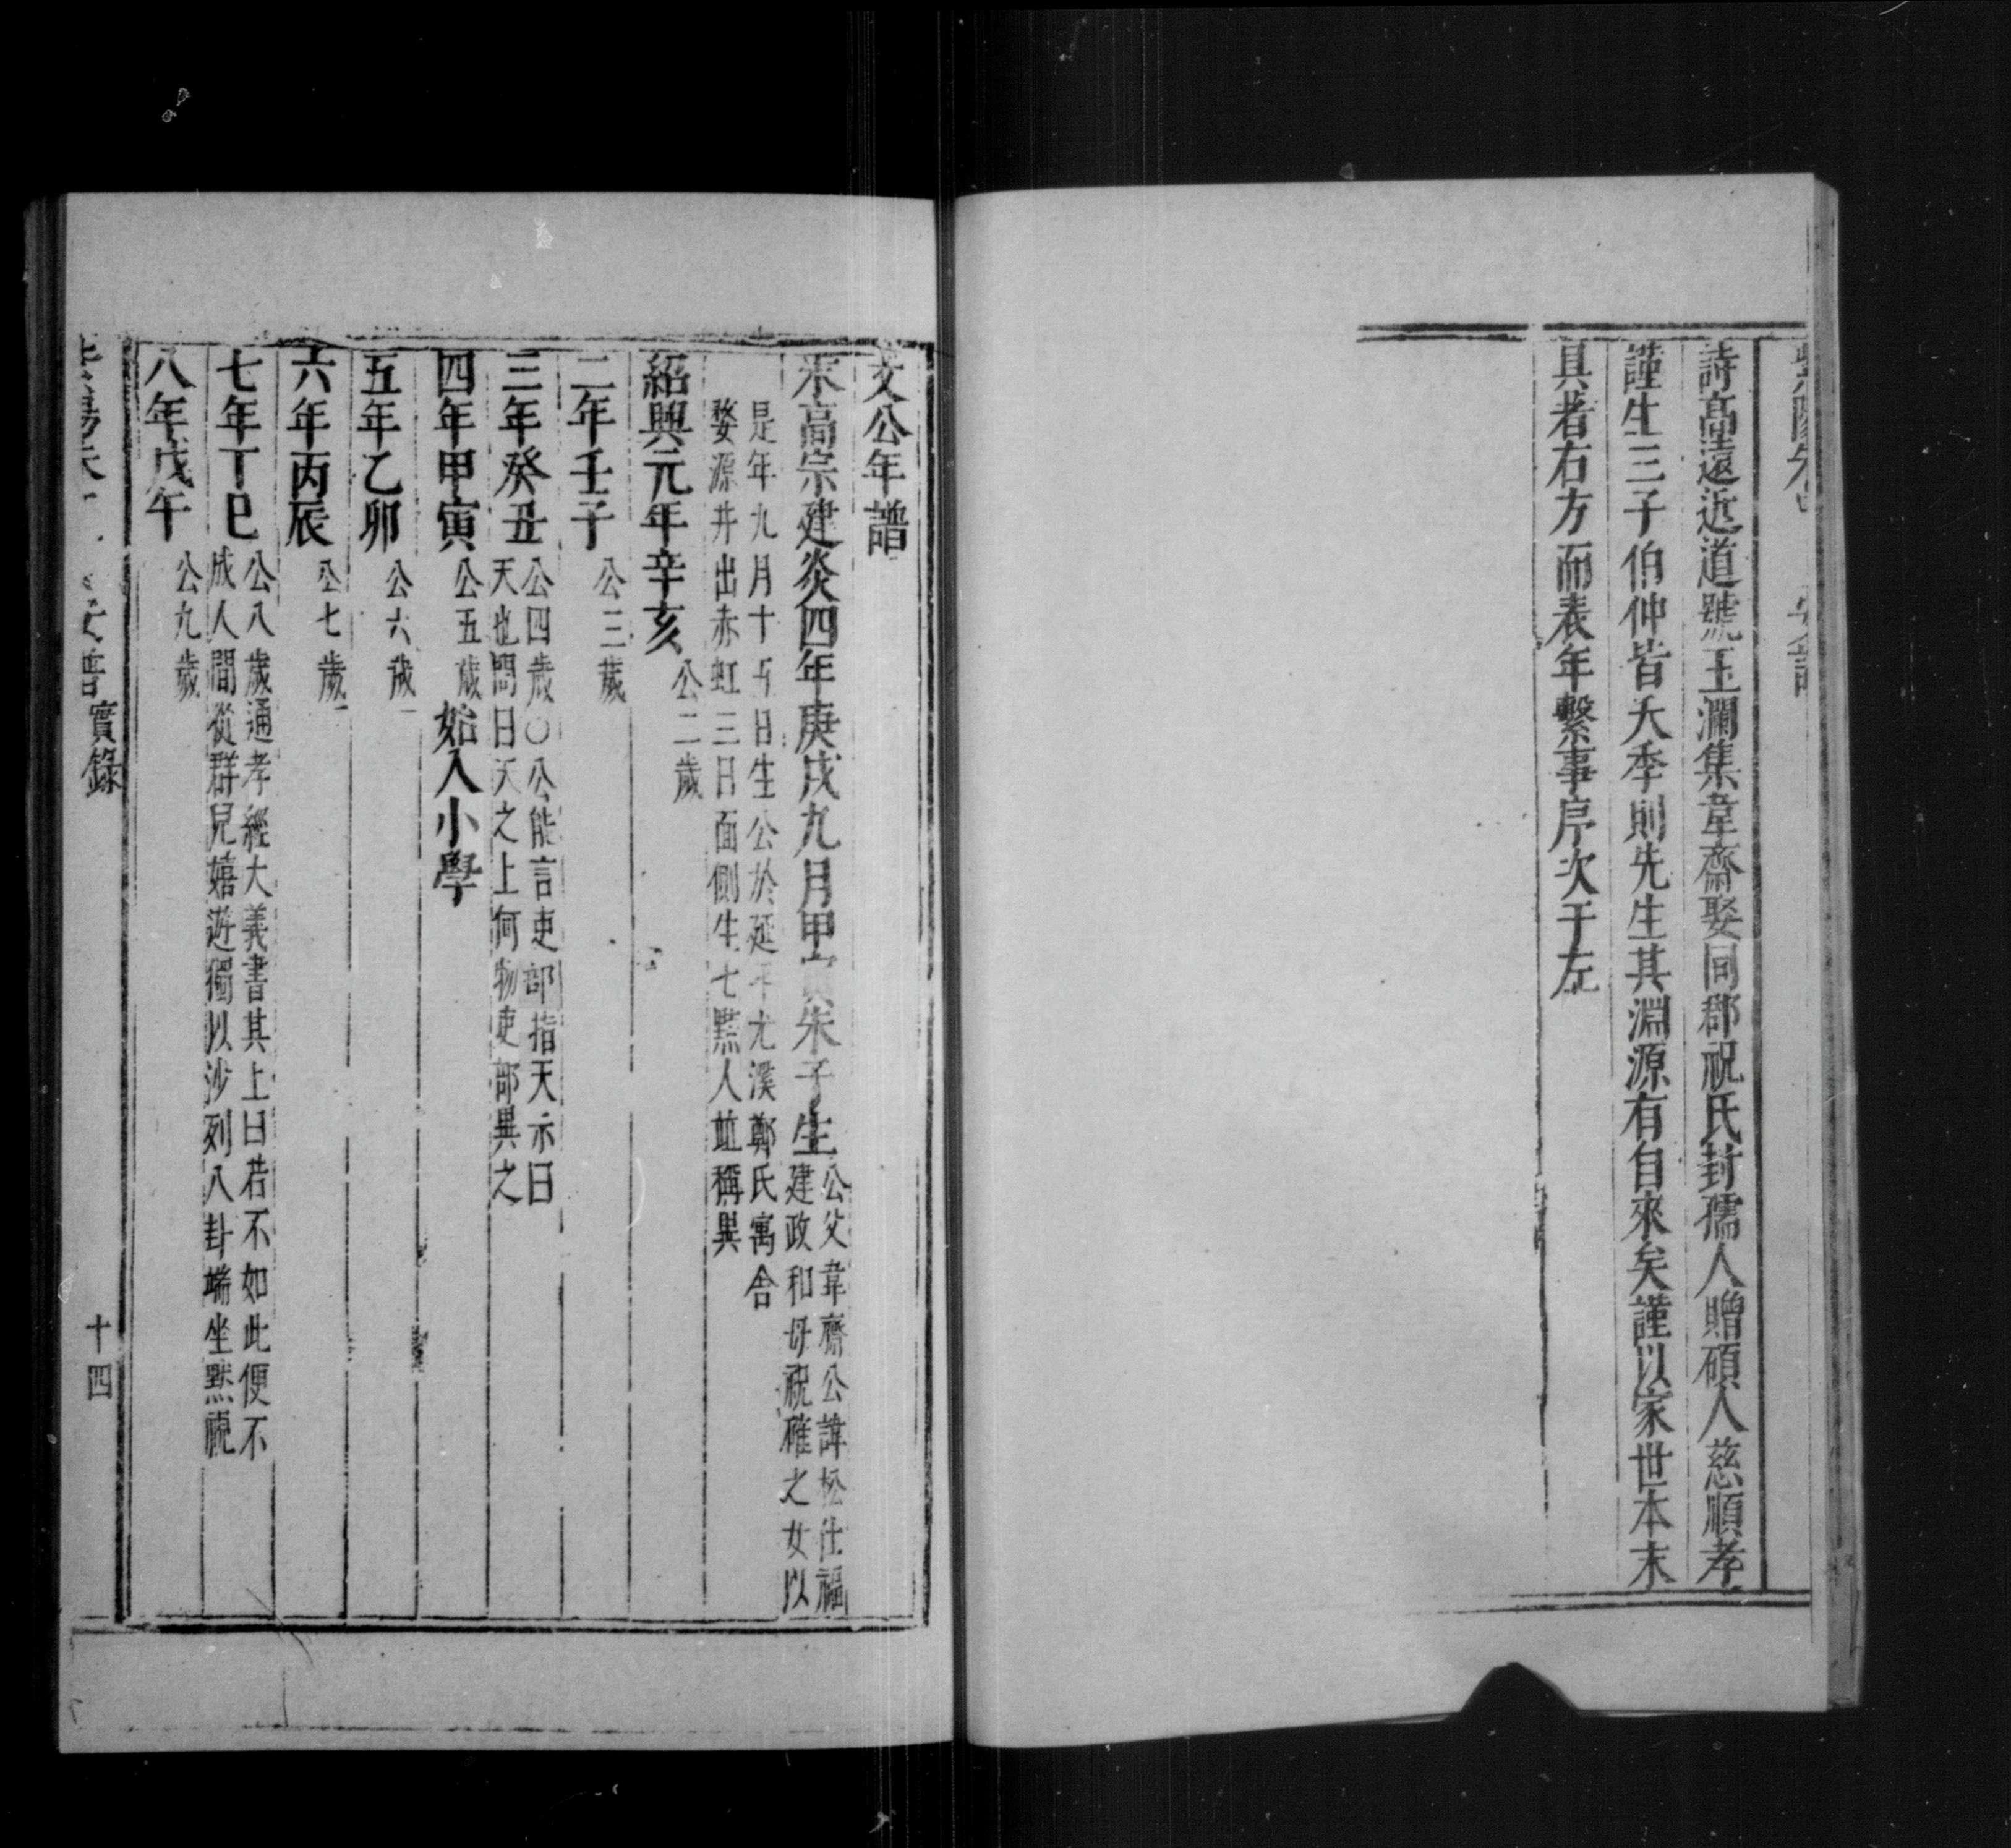 詩高遠近道號玉瀾集韋齋娶同郡祝氏封孺人贈碩人慈順孝
謹生三子伯仲皆夭季則先生其淵源有自來矣謹以家世本末
具者右方而表年繫事序次于左
文公年譜
宋高宗建炎四年庚戌九月甲寅朱子生公父韋齋公諱松仕福
建政和母祝確之女以
是年九月十五日生公於延平尤溪鄭氏寓舍
婺源井出赤虹三日面側生七黑人並稱異
紹興元年辛亥公二歲
二年壬子公三歲
三年癸丑公四歲○公能言吏部指天示曰
天也問日天之上何物吏部異之
四年甲寅公五歲始入小學
五年乙卯公六歲
六年丙辰公七歲
七年丁巳公八歲通孝經大義書其上曰若不如此便不
成人間從群兒嬉遊獨以沙列八卦端坐默視
八年戊午公九歲
實錄
十四